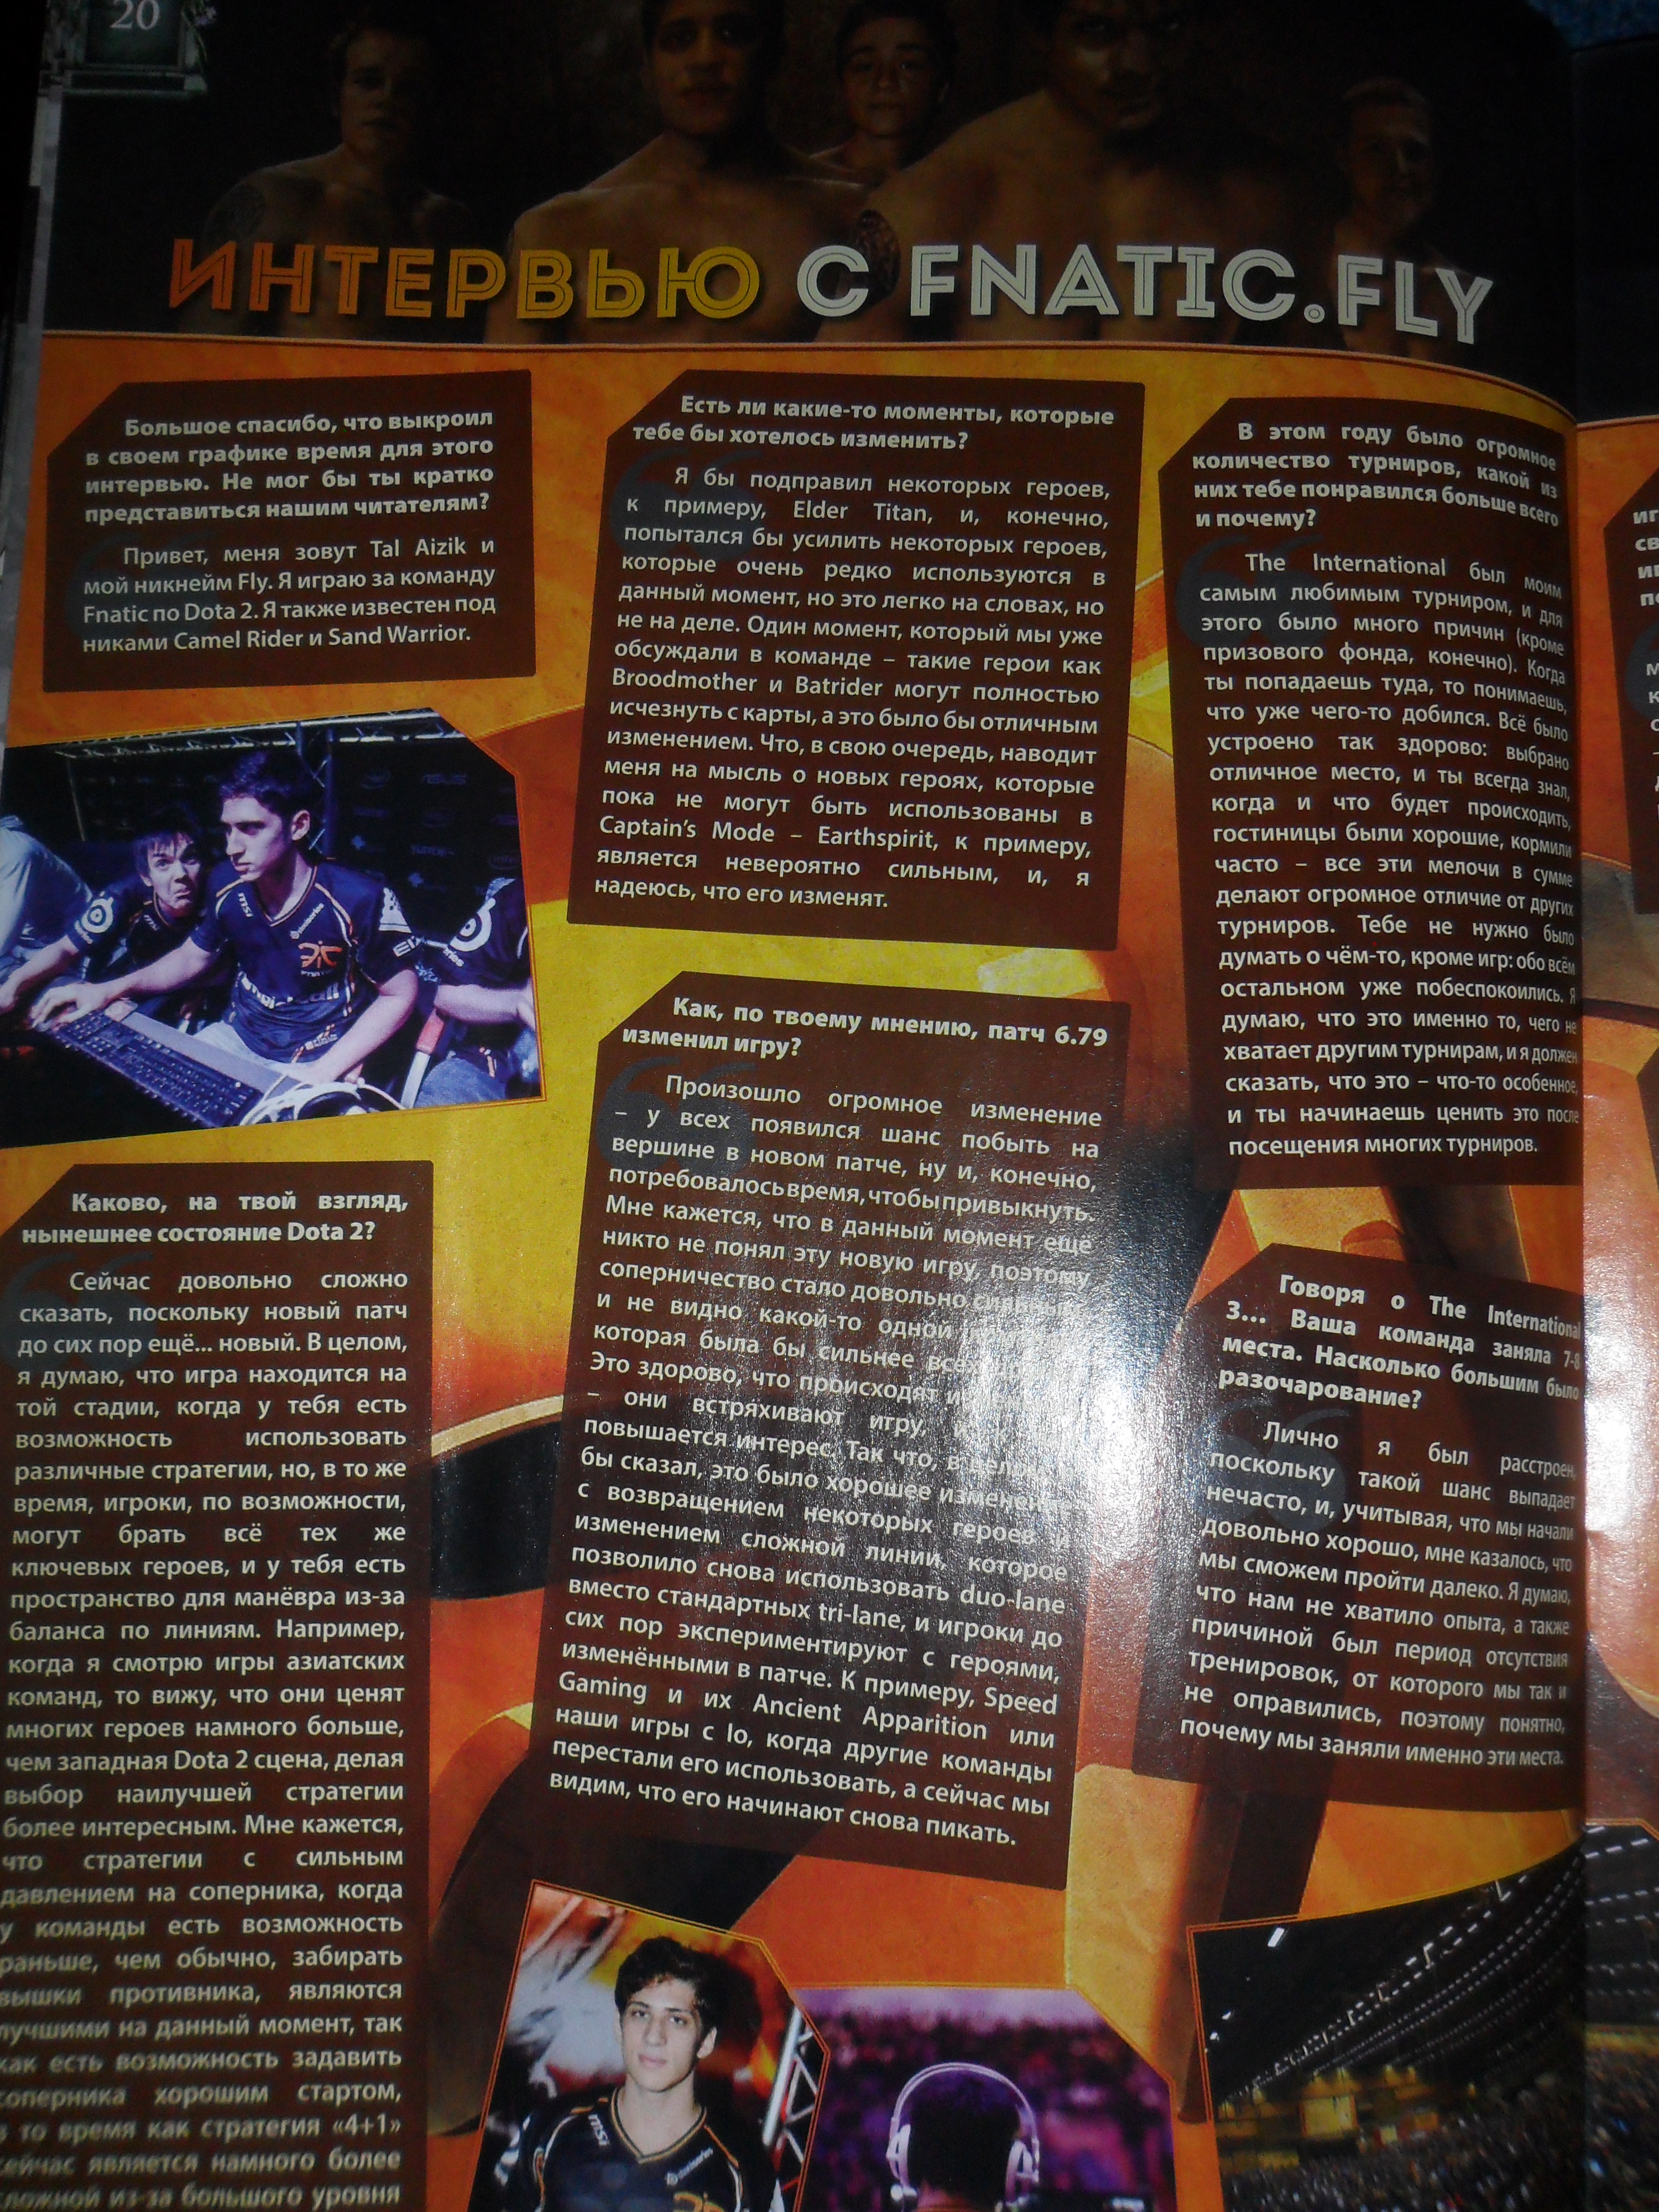 20
ИНТЕРВЬЮ С FNATIC.FLY
Большое спасибо, что выкроил
в своем графике время для этого
интервью. Не мог бы ты кратко
представиться нашим читателям?
Привет, меня зовут Tal Aizik и
мой никнейм Fly. Я играю за команду
Fnatic по Dota 2. Я также известен под
никами Camel Rider и Sand Warrior.
Каково, на твой взгляд,
нынешнее состояние Dota 2?
Сейчас довольно сложно
сказать, поскольку новый патч
до сих пор ещё... новый. В целом,
я думаю, что игра находится на
той стадии, когда у тебя есть
возможность использовать
различные стратегии, но, в то же
время, игроки, по возможности,
могут брать всё тех же
ключевых героев, и у тебя есть
пространство для манёвра из-за
баланса по линиям. Например,
когда я смотрю игры азиатских
команд, то вижу, что они ценят
многих героев намного больше,
чем западная Dota 2 сцена, делая
выбор наилучшей стратегии
более интересным. Мне кажется,
что стратегии с сильным
давлением на соперника, когда
у команды есть возможность
раньше, чем обычно, забирать
вышки противника, являются
лучшими на данный момент, так
как есть возможность задавить
соперника хорошим стартом,
в то время как стратегия «4+1»
сейчас является намного более
сложной из-за большого уровня
Есть ли какие-то моменты, которые
тебе бы хотелось изменить?
Я бы подправил некоторых героев,
к примеру, Elder Titan, и, конечно,
попытался бы усилить некоторых героев,
которые очень редко используются в
данный момент, но это легко на словах, но
не на деле. Один момент, который мы уже
обсуждали в команде – такие герои как
Broodmother и Batrider могут полностью
исчезнуть с карты, а это было бы отличным
изменением. Что, в свою очередь, наводит
меня на мысль о новых героях, которые
пока не могут быть использованы в
Captain’s Mode – Earthspirit, к примеру,
является невероятно сильным, и, я
надеюсь, что его изменят.
Как, по твоему мнению, патч 6.79
изменил игру?
Произошло огромное изменение
– у всех появился шанс побыть на
вершине в новом патче, ну и, конечно,
потребовалось время, чтобы привыкнуть.
Мне кажется, что в данный момент ещё
никто не понял эту новую игру, поэтому
соперничество стало довольно
и не видно какой-то одной
которая была бы сильнее всех
Это здорово, что происходят
– они встряхивают игру,
повышается интерес. Так что, в
бы сказал, это было хорошее изменение
с возвращением некоторых героев и
изменением сложной линии, которое
позволило снова использовать duo-lane
вместо стандартных tri-lane, и игроки до
сих пор экспериментируют с героями,
изменёнными в патче. К примеру, Speed
Gaming и их Ancient Apparition или
наши игры с Io, когда другие команды
перестали его использовать, а сейчас мы
видим, что его начинают снова пикать.
В этом году было огромное
количество турниров, какой из
них тебе понравился больше всего
и почему?
The International был моим
самым любимым турниром, и для
этого было много причин (кроме
призового фонда, конечно). Когда
ты попадаешь туда, то понимаешь,
что уже чего-то добился. Всё было
устроено так здорово: выбрано
отличное место, и ты всегда знал,
когда и что будет происходить,
гостиницы были хорошие, кормили
часто – все эти мелочи в сумме
делают огромное отличие от других
турниров. Тебе не нужно было
думать о чём-то, кроме игр: обо всём
остальном уже побеспокоились. Я
думаю, что это именно то, чего не
хватает другим турнирам, и я должен
сказать, что это – что-то особенное,
и ты начинаешь ценить это после
посещения многих турниров.
Говоря о The International
3... Ваша команда заняла 7-8
места. Насколько большим было
разочарование?
Лично я был расстроен,
поскольку такой шанс выпадает
нечасто, и, учитывая, что мы начали
довольно хорошо, мне казалось, что
мы сможем пройти далеко. Я думаю,
что нам не хватило опыта, а также
причиной был период отсутствия
тренировок, от которого мы так и
не оправились, поэтому понятно,
почему мы заняли именно эти места.
msi
steelseries
msi
steelseries